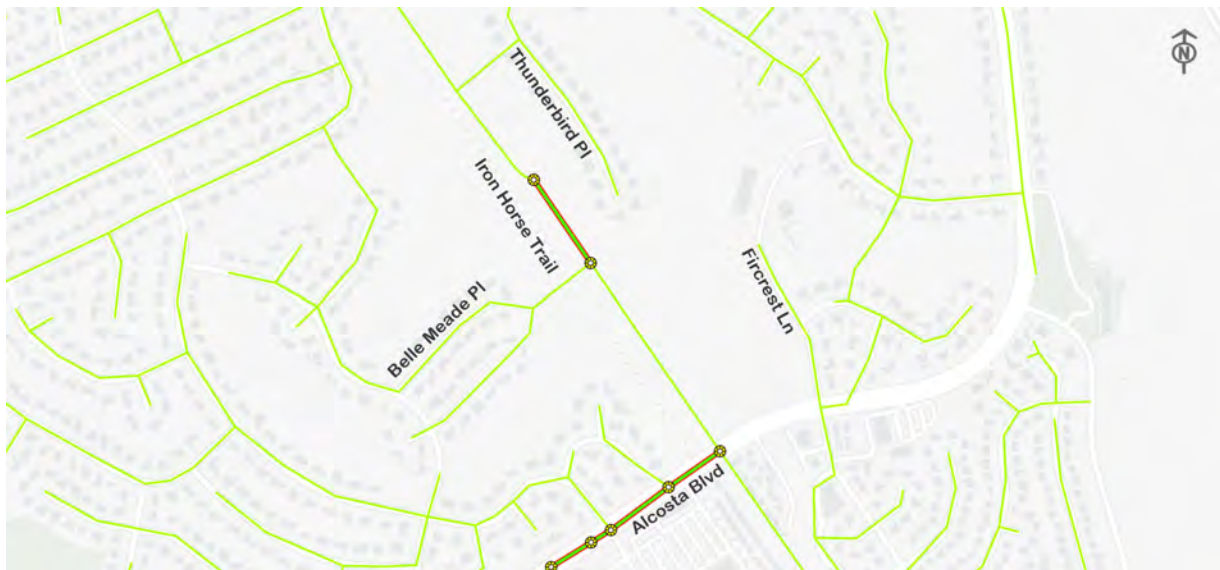 N
Thunderbird Pl
Iron Horse Trail
Fircrest Ln
Belle Meade Pl
Alcosta Blvd